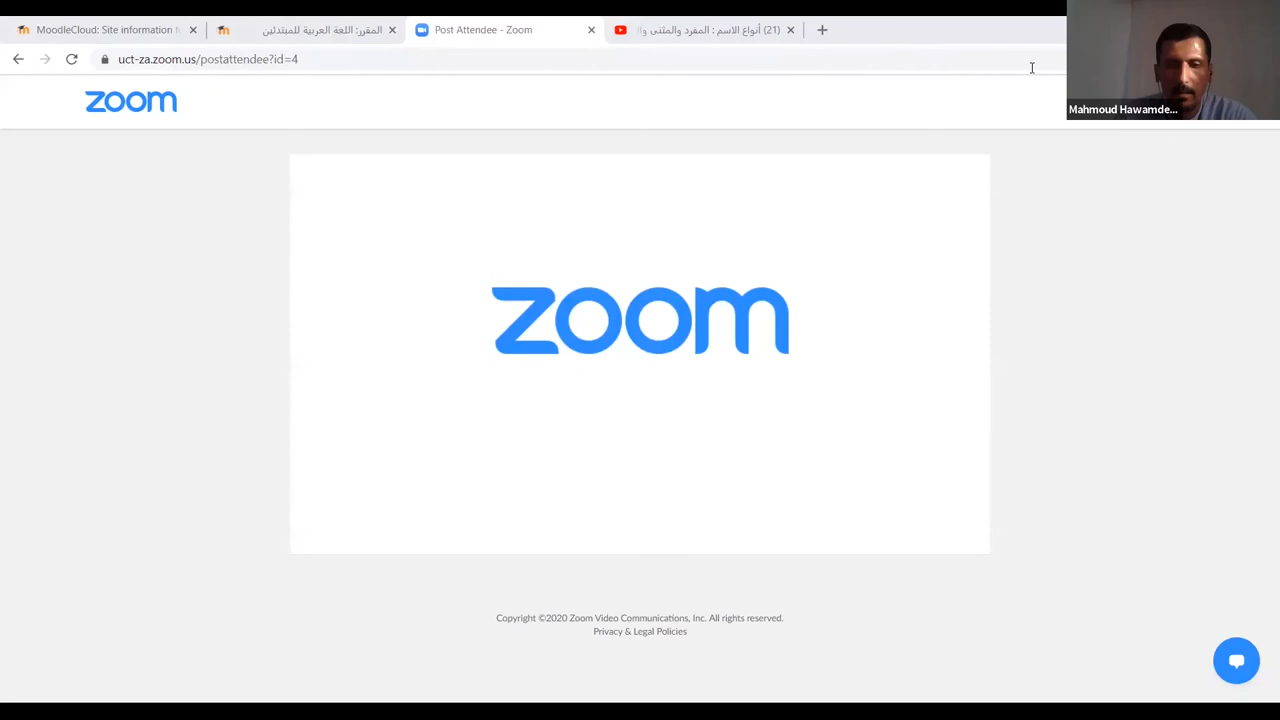 MoodleCloud: Site information
المقرر: اللغة العربية للمبتدئين
Post Attendee - Zoom
(21) أنواع الاسم : المفرد والمثنى وال
uct-za.zoom.us/postattendee?id=4
zoom
Mahmoud Hawamde...
zoom
Copyright ©2020 Zoom Video Communications, Inc. All rights reserved.
Privacy & Legal Policies